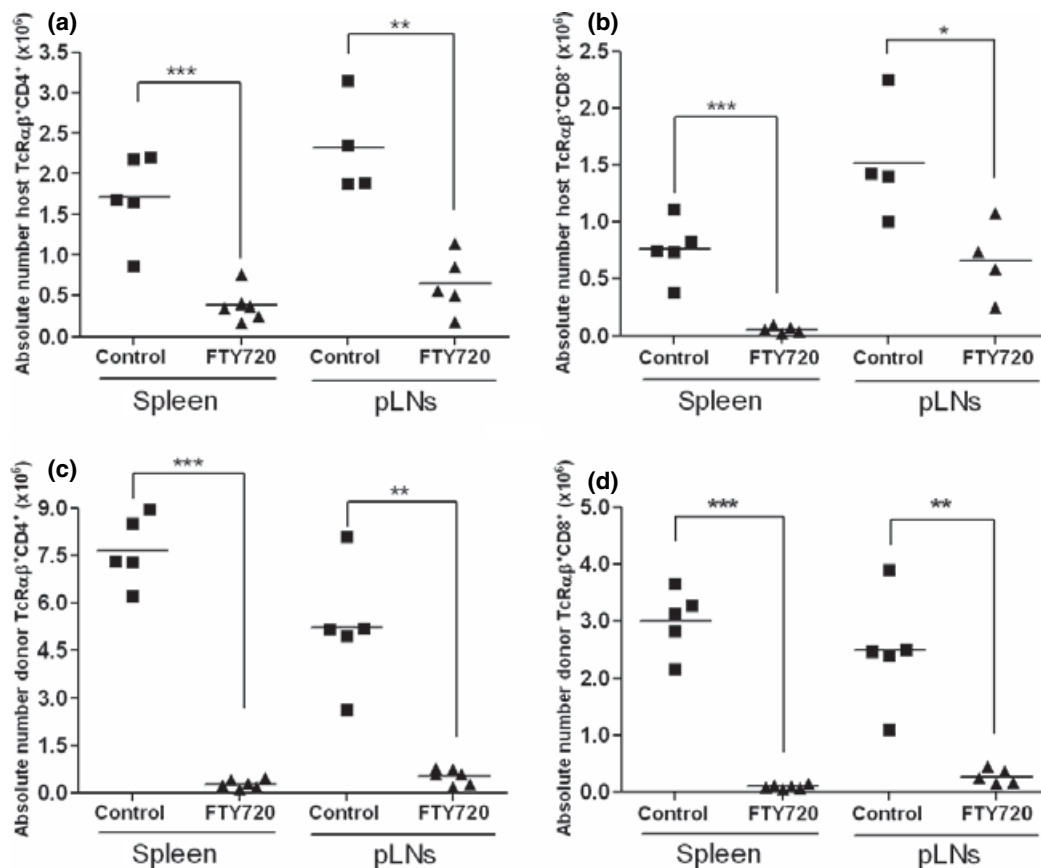 (a)
Absolute number host TcRαβ⁺CD4⁺ (x10⁶)
3.5
3.0
2.5
2.0
1.5
1.0
0.5
0.0
***
**
Control FTY720 Control FTY720
Spleen pLNs
(b)
Absolute number host TcRαβ⁺CD8⁺ (x10⁶)
2.5
2.0
1.5
1.0
0.5
0.0
***
*
Control FTY720 Control FTY720
Spleen pLNs
(c)
Absolute number donor TcRαβ⁺CD4⁺ (x10⁶)
9.0
7.5
6.0
4.5
3.0
1.5
0.0
***
**
Control FTY720 Control FTY720
Spleen pLNs
(d)
Absolute number donor TcRαβ⁺CD8⁺ (x10⁶)
5.0
4.0
3.0
2.0
1.0
0.0
***
**
Control FTY720 Control FTY720
Spleen pLNs